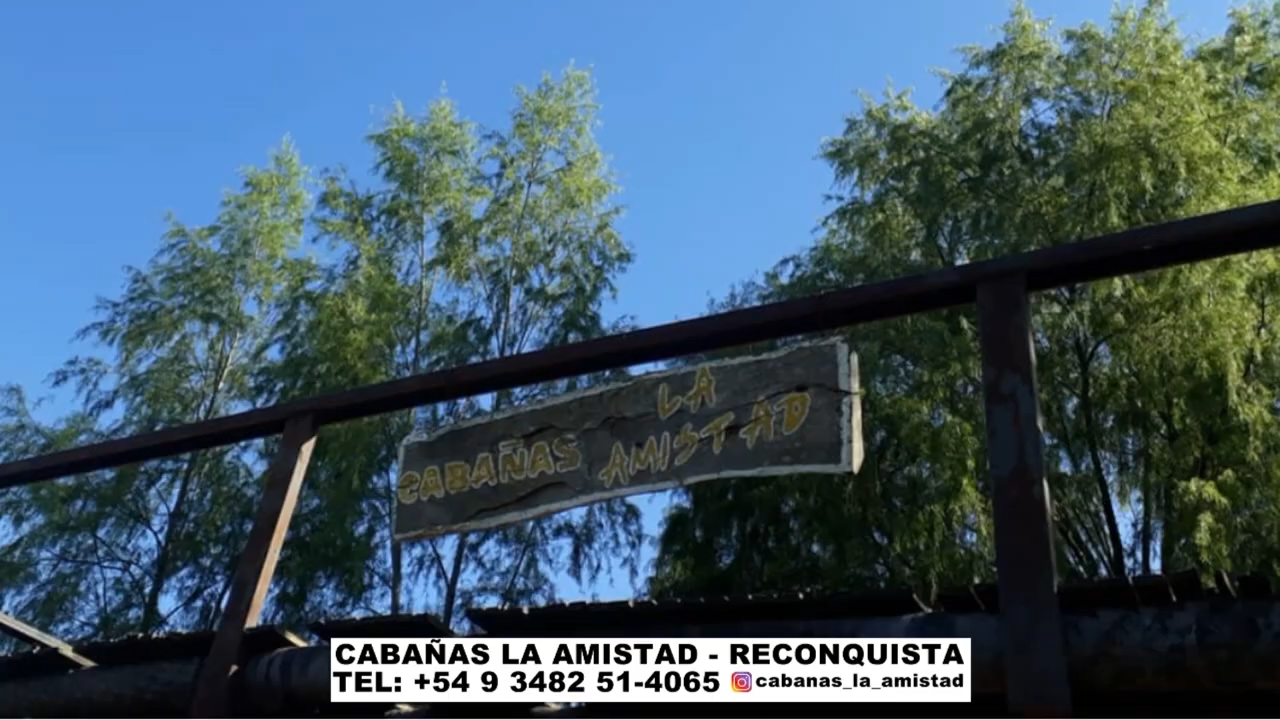 LA
CABAÑAS AMISTAD
CABAÑAS LA AMISTAD - RECONQUISTA
TEL: +54 9 3482 51-4065 cabanas_la_amistad